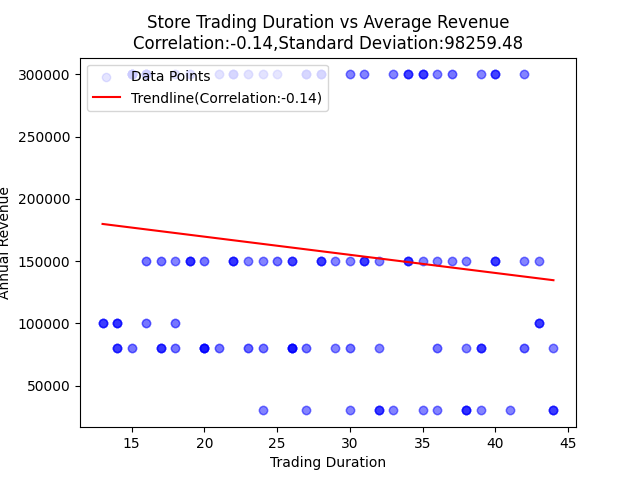 Store Trading Duration vs Average Revenue
Correlation:-0.14,Standard Deviation:98259.48
300000
250000
200000
150000
100000
50000
Annual Revenue
Data Points
Trendline(Correlation:-0.14)
15 20 25 30 35 40 45
Trading Duration